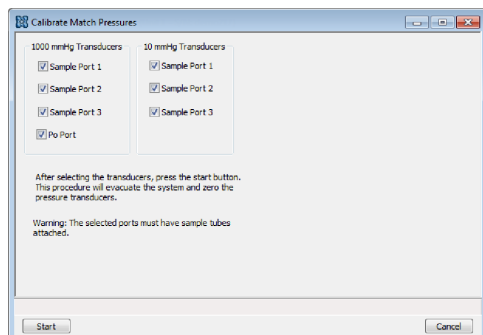 Calibrate Match Pressures
1000 mmHg Transducers
Sample Port 1
Sample Port 2
Sample Port 3
Po Port
10 mmHg Transducers
Sample Port 1
Sample Port 2
Sample Port 3
After selecting the transducers, press the start button.
This procedure will evacuate the system and zero the
pressure transducers.
Warning: The selected ports must have sample tubes
attached.
Start
Cancel